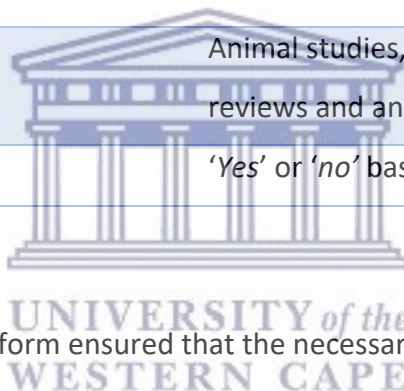 Animal studies,
reviews and an
'Yes' or 'no' bas
UNIVERSITY of the
form ensured that the necessar
WESTERN CAPE